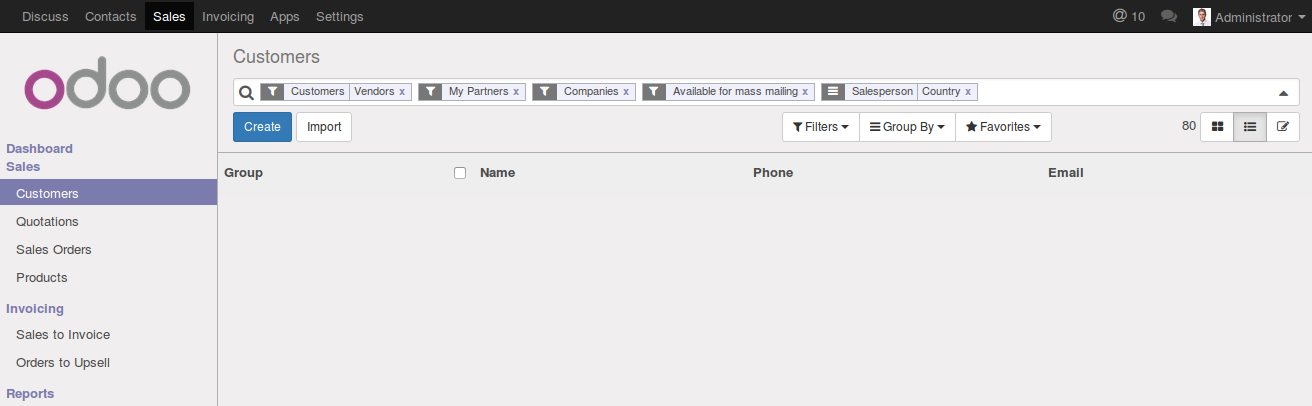 Discuss Contacts Sales Invoicing Apps Settings @ 10 Administrator
odoo
Customers
Customers Vendors x My Partners x Companies x Available for mass mailing x Salesperson Country x
Create Import Filters Group By Favorites 80
Dashboard
Sales
Customers
Quotations
Sales Orders
Products
Invoicing
Sales to Invoice
Orders to Upsell
Reports
Group Name Phone Email